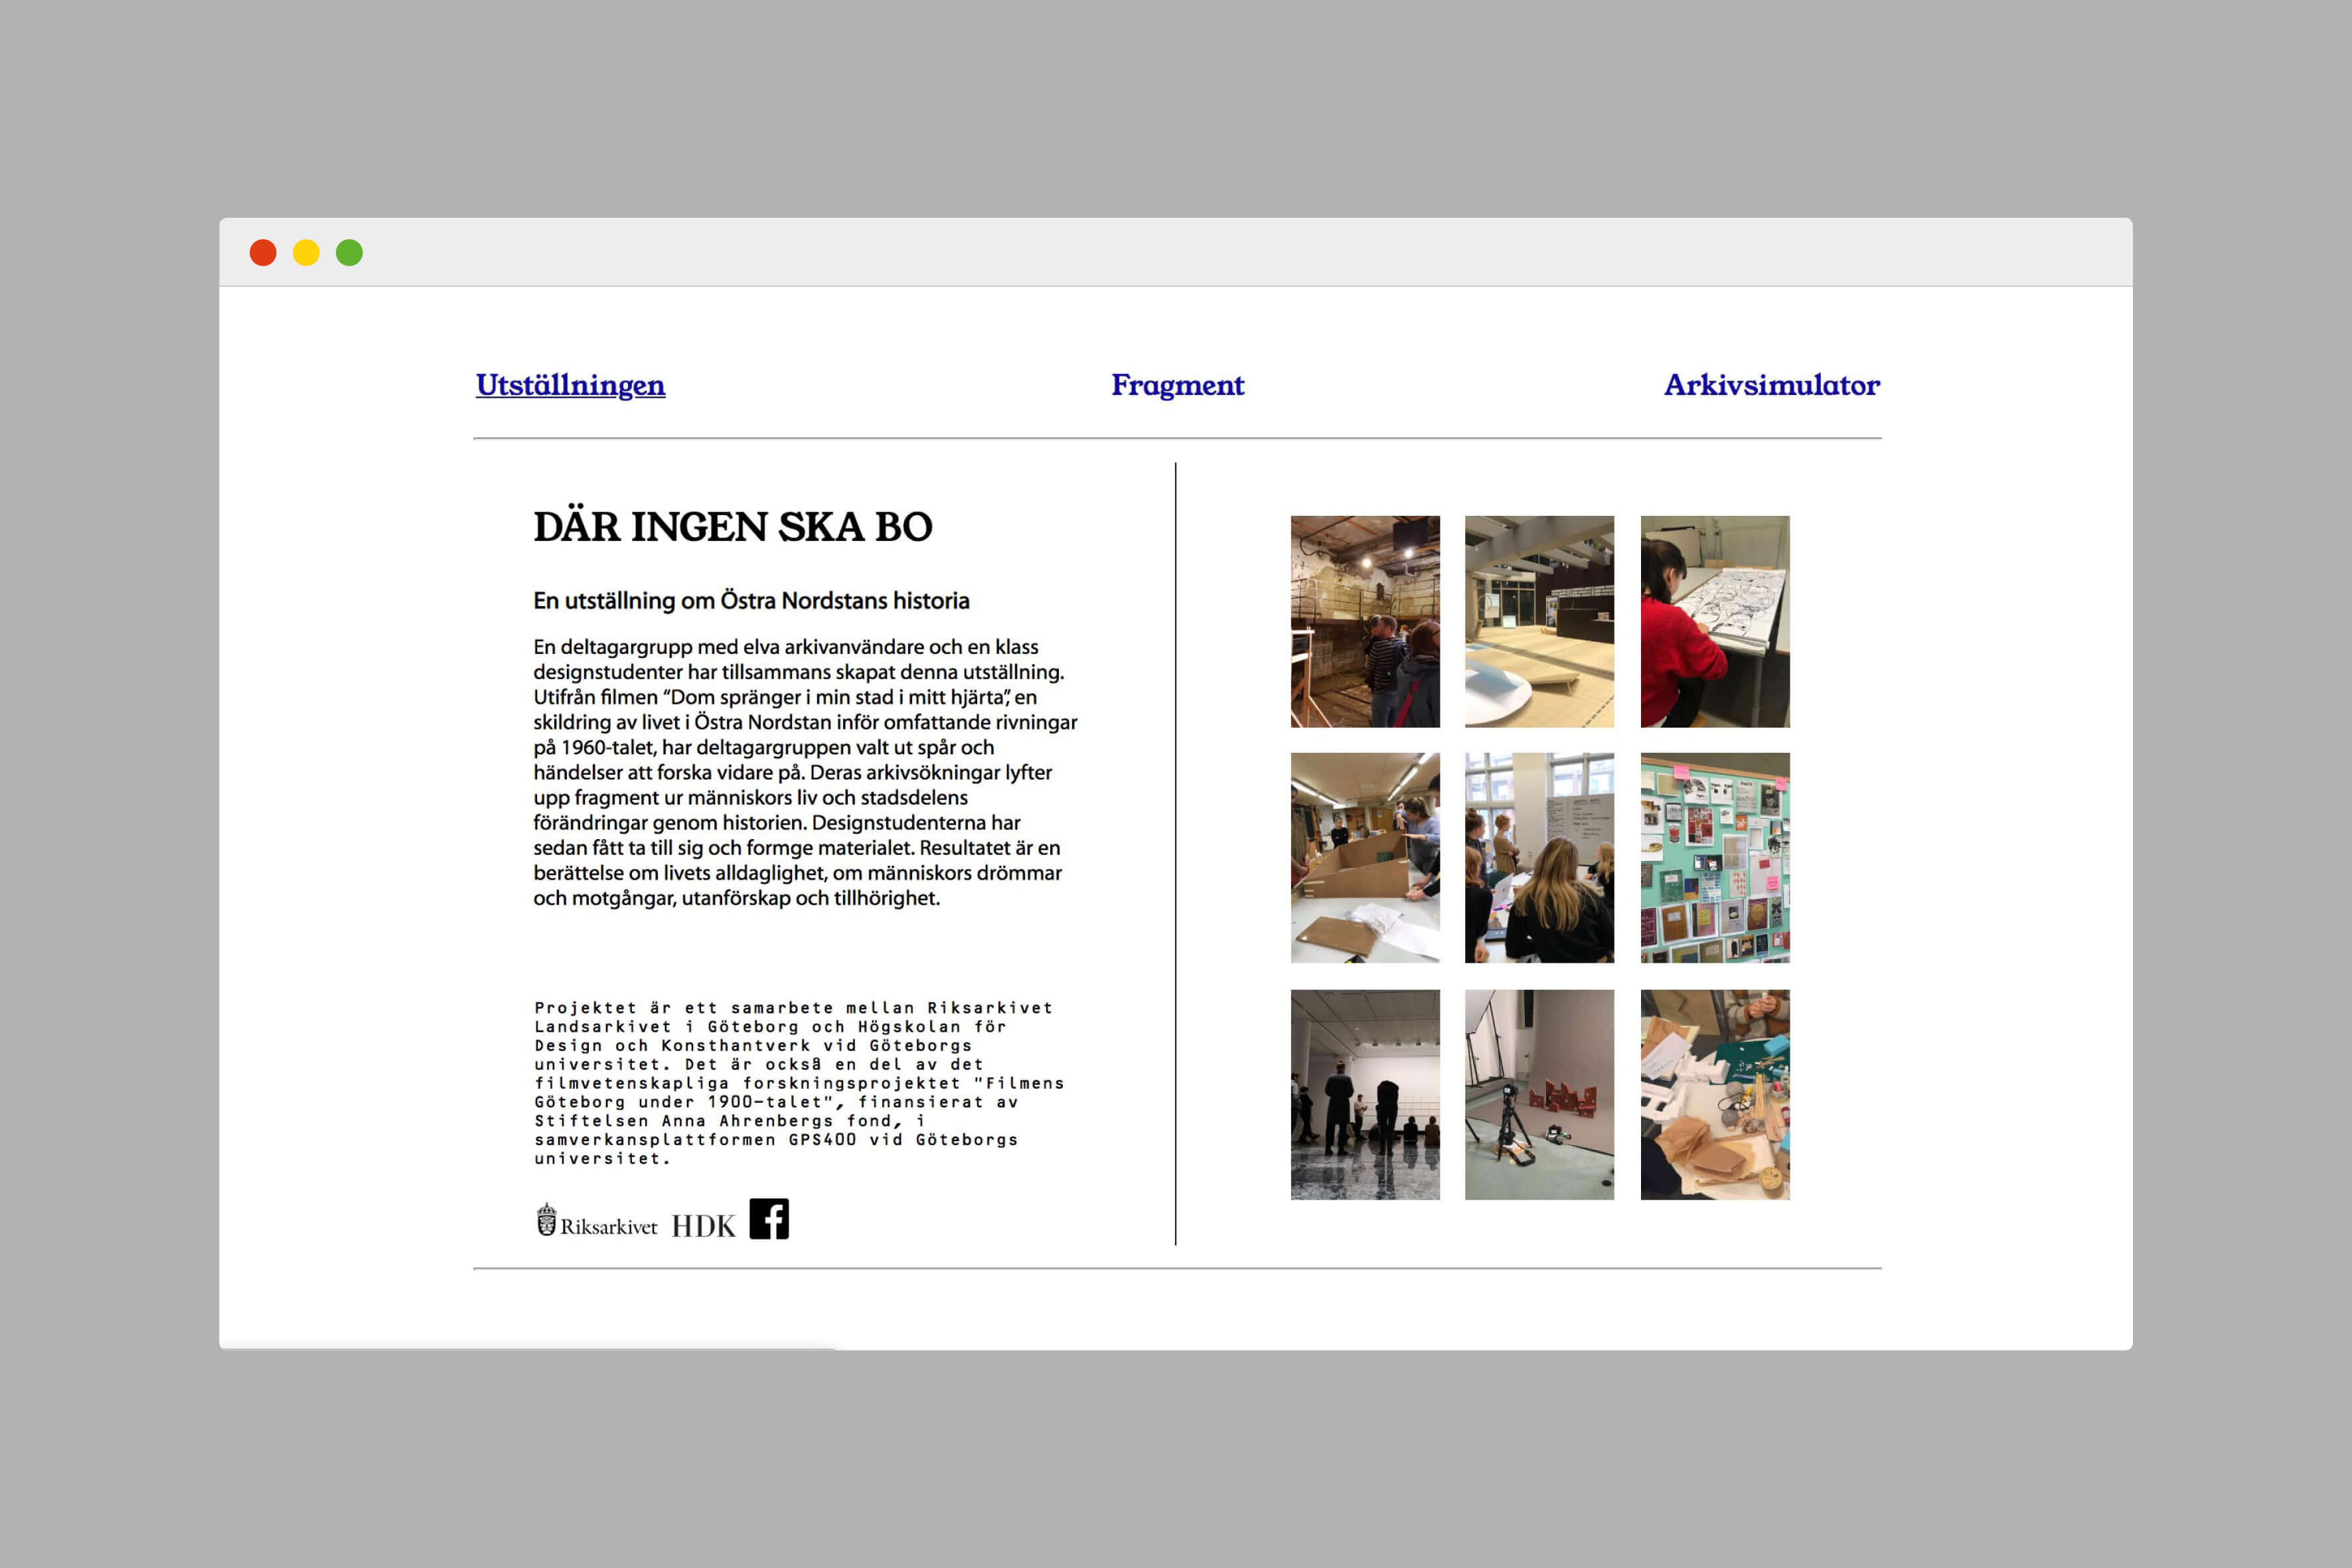 Utställningen
Fragment
Arkivsimulator
DÄR INGEN SKA BO
En utställning om Östra Nordstans historia
En deltagargrupp med elva arkivanvändare och en klass
designstudenter har tillsammans skapat denna utställning.
Utifrån filmen “Dom spränger i min stad i mitt hjärta”, en
skildring av livet i Östra Nordstan inför omfattande rivningar
på 1960-talet, har deltagargruppen valt ut spår och
händelser att forska vidare på. Deras arkivsökningar lyfter
upp fragment ur människors liv och stadsdelens
förändringar genom historien. Designstudenterna har
sedan fått ta till sig och formge materialet. Resultatet är en
berättelse om livets alldaglighet, om människors drömmar
och motgångar, utanförskap och tillhörighet.
Projektet är ett samarbete mellan Riksarkivet
Landsarkivet i Göteborg och Högskolan för
Design och Konsthantverk vid Göteborgs
universitet. Det är också en del av det
filmvetenskapliga forskningsprojektet "Filmens
Göteborg under 1900-talet", finansierat av
Stiftelsen Anna Ahrenbergs fond, i
samverkansplattformen GPS400 vid Göteborgs
universitet.
Riksarkivet HDK f